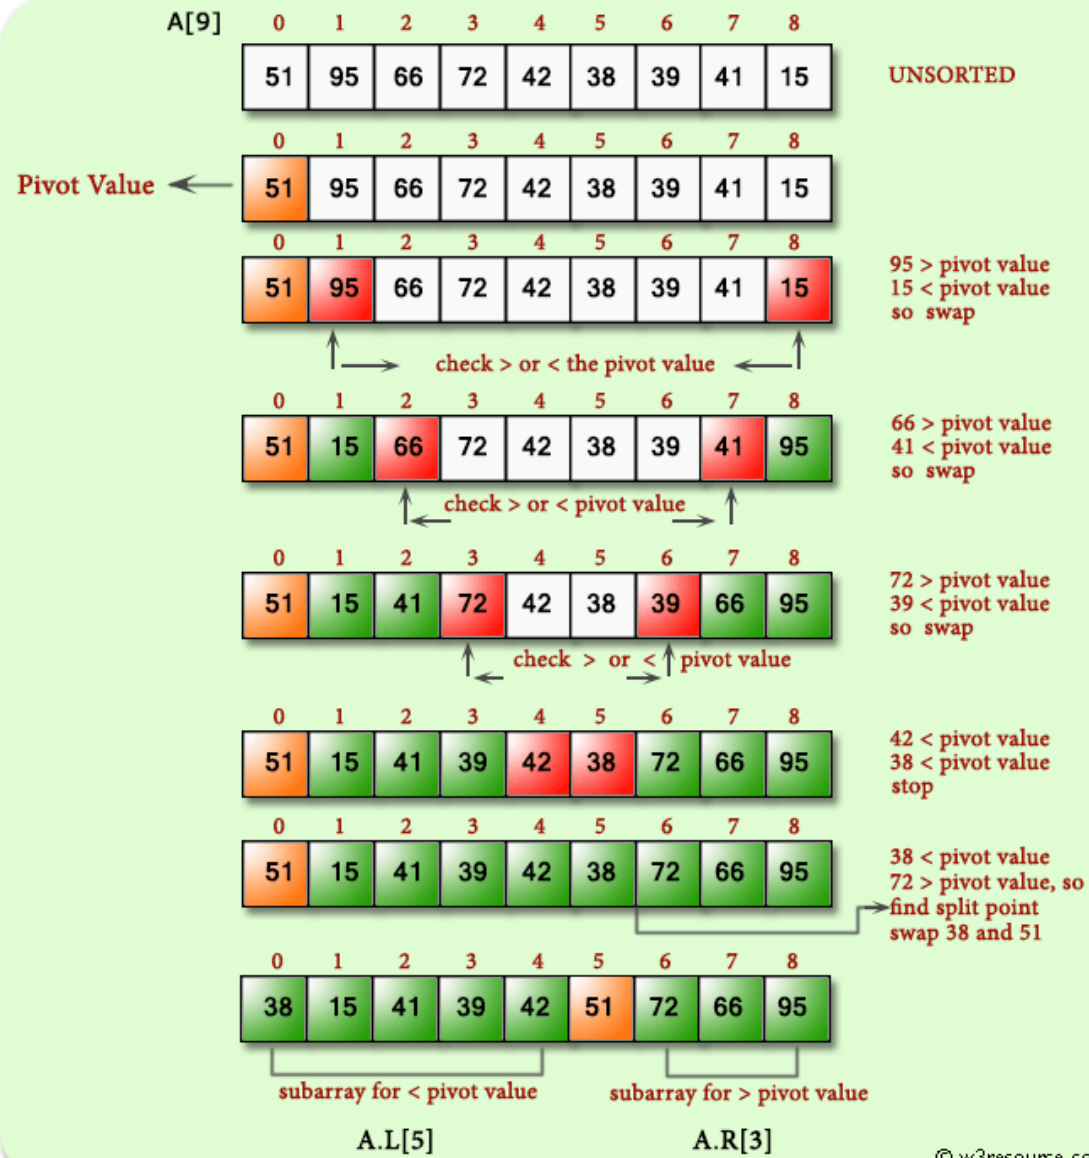 A[9] 0 1 2 3 4 5 6 7 8
51 95 66 72 42 38 39 41 15 UNSORTED
0 1 2 3 4 5 6 7 8
Pivot Value 51 95 66 72 42 38 39 41 15
0 1 2 3 4 5 6 7 8
51 95 66 72 42 38 39 41 15
95 > pivot value
15 < pivot value
so swap
check > or < the pivot value
0 1 2 3 4 5 6 7 8
51 15 66 72 42 38 39 41 95
66 > pivot value
41 < pivot value
so swap
check > or < pivot value
0 1 2 3 4 5 6 7 8
51 15 41 72 42 38 39 66 95
72 > pivot value
39 < pivot value
so swap
check > or < pivot value
0 1 2 3 4 5 6 7 8
51 15 41 39 42 38 72 66 95
42 < pivot value
38 < pivot value
stop
0 1 2 3 4 5 6 7 8
51 15 41 39 42 38 72 66 95
38 < pivot value
72 > pivot value, so
find split point
swap 38 and 51
0 1 2 3 4 5 6 7 8
38 15 41 39 42 51 72 66 95
subarray for < pivot value subarray for > pivot value
A.L[5] A.R[3]